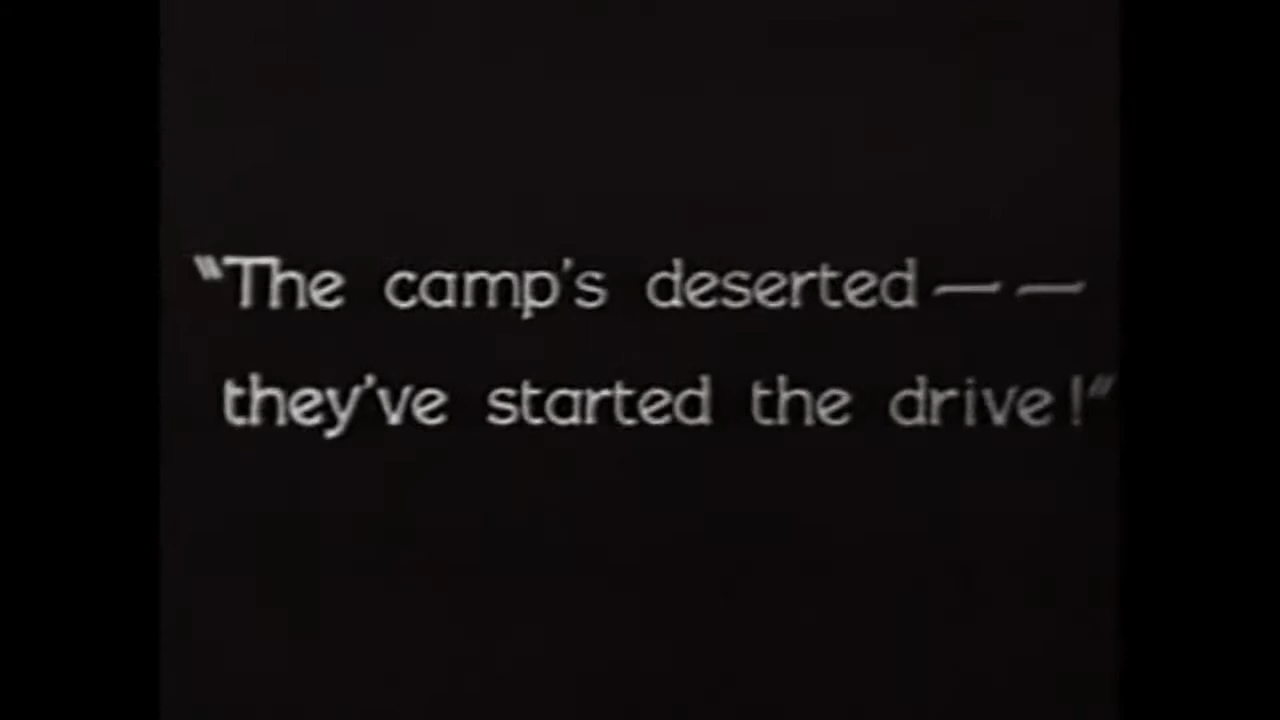 "The camp's deserted — —
they've started the drive!"